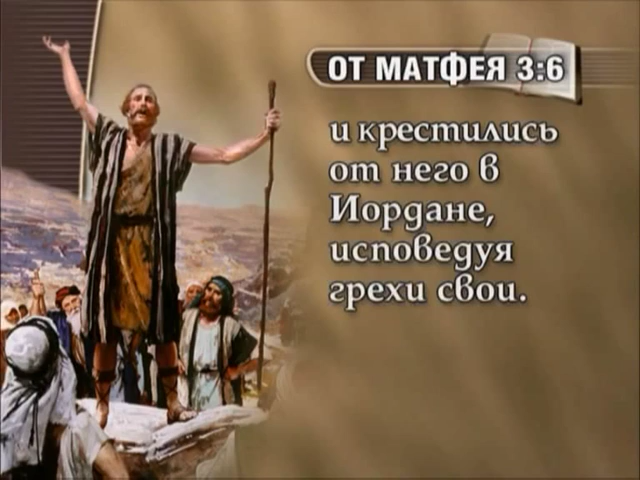 ОТ МАТФЕЯ 3:6
и крестились
от него в
Иордане,
исповедуя
грехи свои.